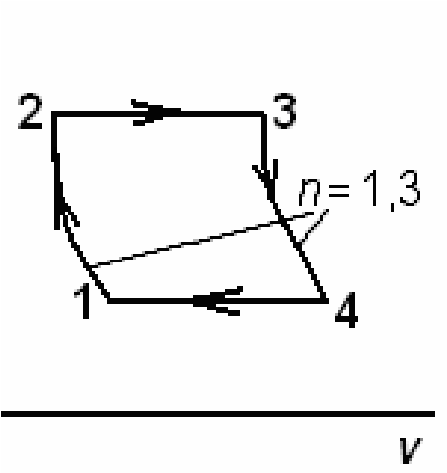 2 3
n = 1,3
1 4
v